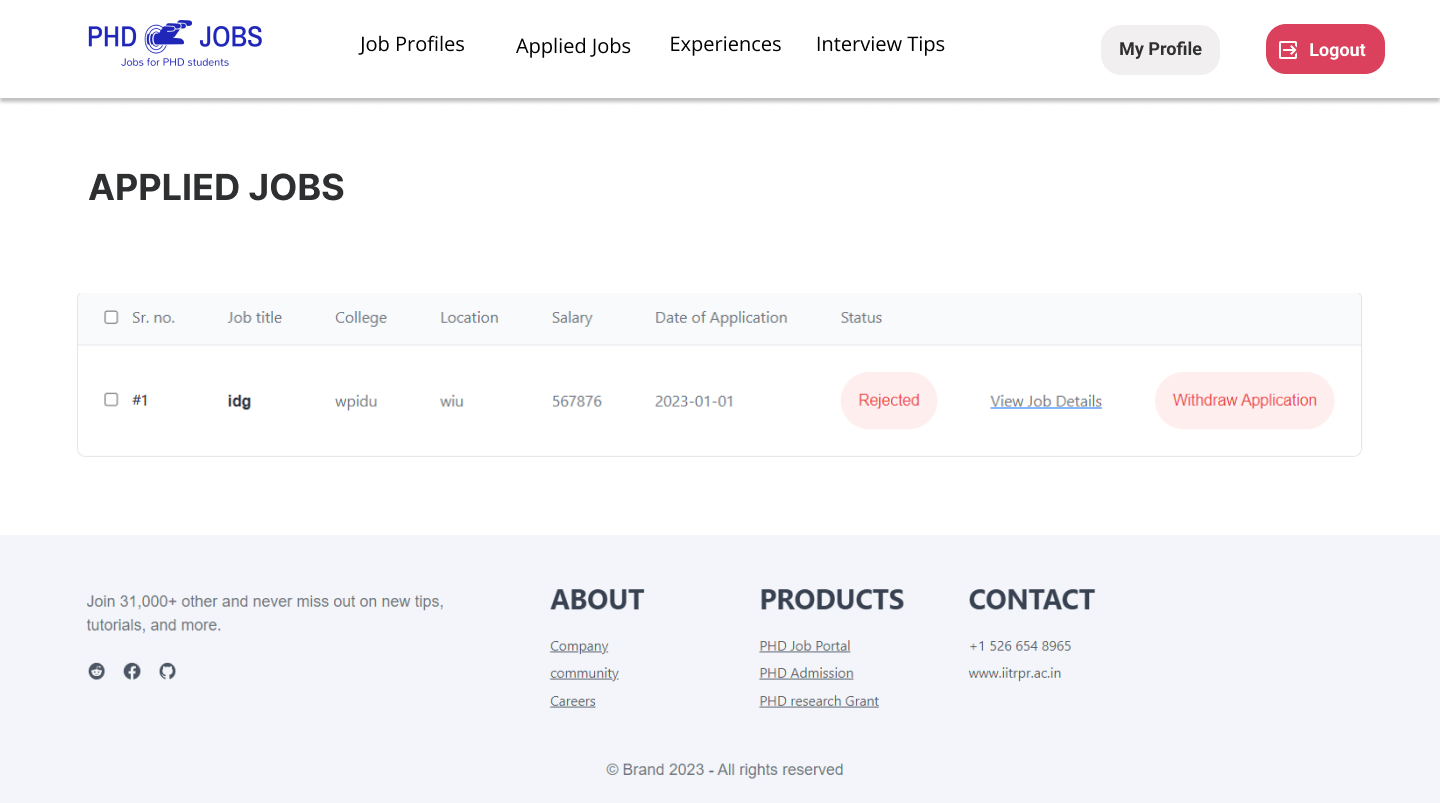 PHD JOBS
Jobs for PHD students
Job Profiles Applied Jobs Experiences Interview Tips My Profile Logout
APPLIED JOBS
Sr. no. Job title College Location Salary Date of Application Status
#1 idg wpidu wiu 567876 2023-01-01 Rejected View Job Details Withdraw Application
Join 31,000+ other and never miss out on new tips,
tutorials, and more.
ABOUT
Company
community
Careers
PRODUCTS
PHD Job Portal
PHD Admission
PHD research Grant
CONTACT
+1 526 654 8965
www.iitrpr.ac.in
© Brand 2023 - All rights reserved